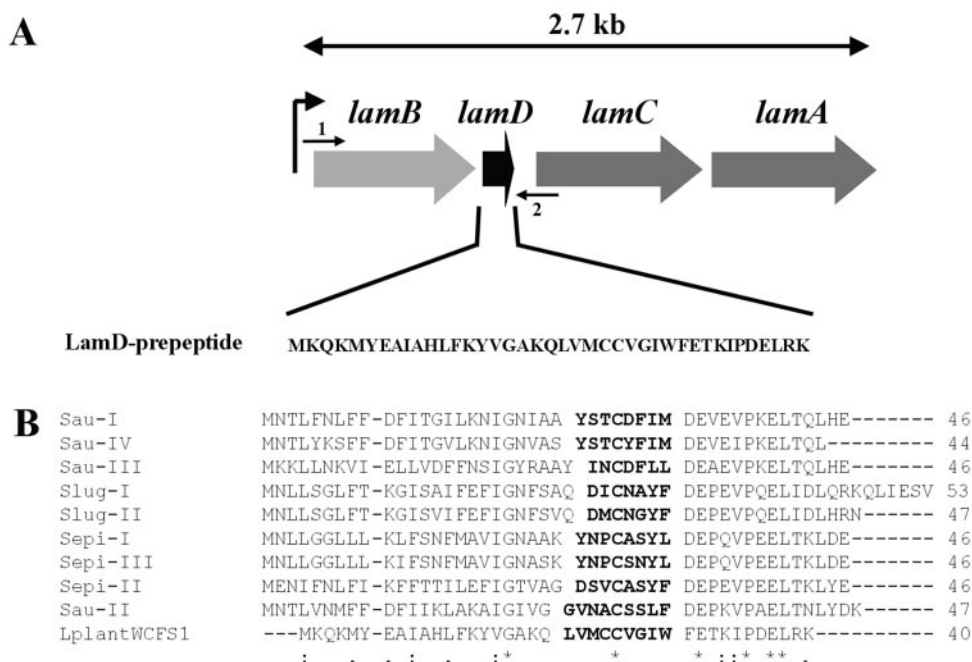 A
2.7 kb
lamB lamD lamC lamA
1
2
LamD-prepeptide MKQKMYEAIAHLFKYVGAKQLVMCCVGIWFETKIPDELRK
B
Sau-I MNTLFNLFF-DFITGILKNIGNIAA YSTCDFIM DEVEVPKELTQLHE------- 46
Sau-IV MNTLYKSFF-DFITGVLKNIGNVAS YSTCYFIM DEVEIPKELTQL--------- 44
Sau-III MKKLLNKVI-ELLVDFFNSIGYRAAY INCDFLL DEAEVPKELTQLHE------- 46
Slug-I MNLLSGLFT-KGISAIFEFIGNFSAQ DICNAYF DEPEVPQELIDLQRKQLIESV 53
Slug-II MNLLSGLFT-KGISVIFEFIGNFSVQ DMCNGYF DEPEVPQELIDLHRN------ 47
Sepi-I MNLLGGLLL-KLFSNFMAVIGNAAK YNPCASYL DEPQVPEELTKLDE------- 46
Sepi-III MNLLGGLLL-KIFSNFMAVIGNASK YNPCSNYL DEPQVPEELTKLDE------- 46
Sepi-II MENIFNLFI-KFFTTILEFIGTVAG DSVCASYF DEPEVPEELTKLYE------- 46
Sau-II MNTLVNMFF-DFIIKLAKAIGIVG GVNACSSLF DEPKVPAELTNLYDK------ 47
LplantWCFS1 ---MKQKMY-EAIAHLFKYVGAKQ LVMCCVGIW FETKIPDELRK---------- 40
: . : . :* * * ::* ** .